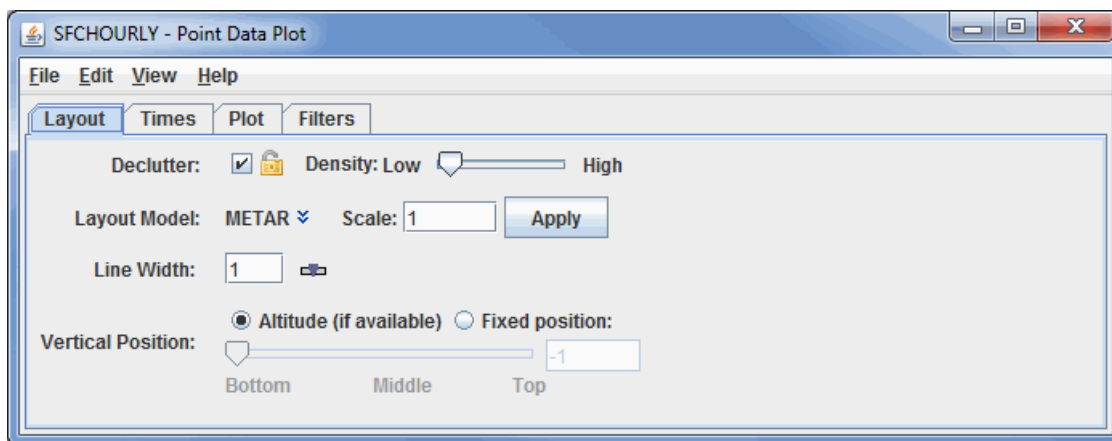 SFCHOURLY - Point Data Plot
File Edit View Help
Layout Times Plot Filters
Declutter: Density: Low High
Layout Model: METAR Scale: 1 Apply
Line Width: 1
Altitude (if available) Fixed position:
Vertical Position: -1
Bottom Middle Top